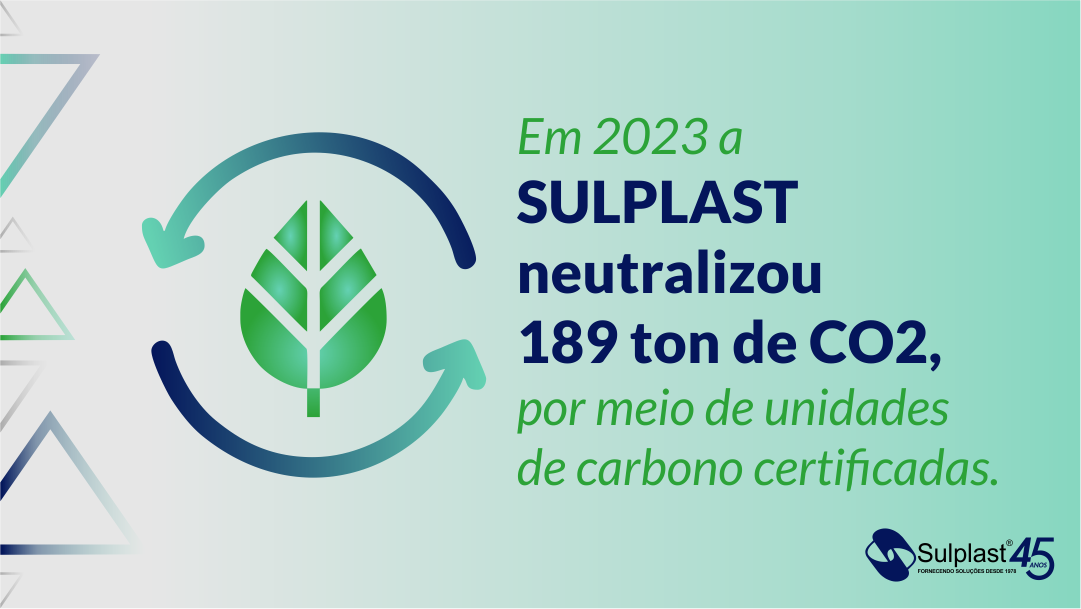 Em 2023 a
SULPLAST
neutralizou
189 ton de CO2,
por meio de unidades
de carbono certificadas.
Sulplast® 45
ANOS
FORNECENDO SOLUÇÕES DESDE 1978